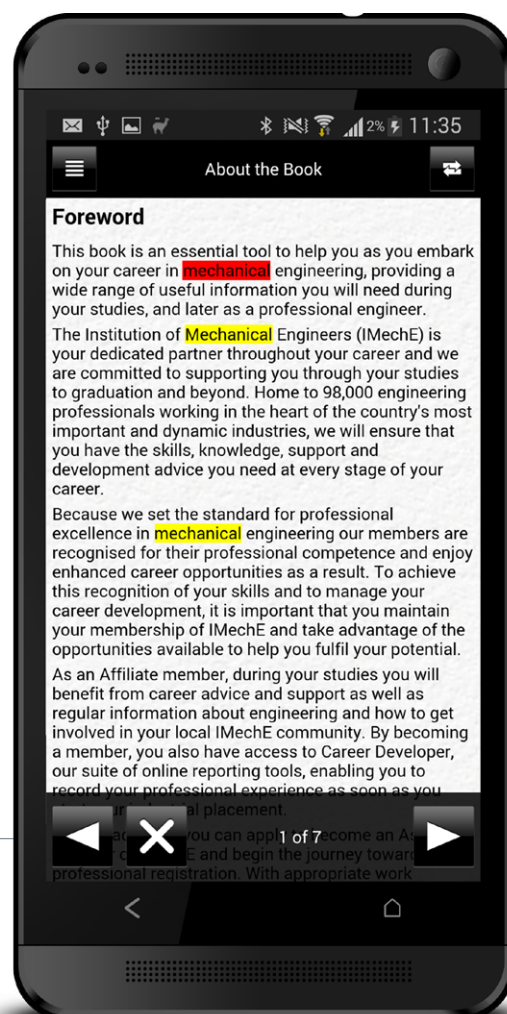 2% 11:35
About the Book
Foreword
This book is an essential tool to help you as you embark
on your career in mechanical engineering, providing a
wide range of useful information you will need during
your studies, and later as a professional engineer.
The Institution of Mechanical Engineers (IMechE) is
your dedicated partner throughout your career and we
are committed to supporting you through your studies
to graduation and beyond. Home to 98,000 engineering
professionals working in the heart of the country's most
important and dynamic industries, we will ensure that
you have the skills, knowledge, support and
development advice you need at every stage of your
career.
Because we set the standard for professional
excellence in mechanical engineering our members are
recognised for their professional competence and enjoy
enhanced career opportunities as a result. To achieve
this recognition of your skills and to manage your
career development, it is important that you maintain
your membership of IMechE and take advantage of the
opportunities available to help you fulfil your potential.
As an Affiliate member, during your studies you will
benefit from career advice and support as well as
regular information about engineering and how to get
involved in your local IMechE community. By becoming
a member, you also have access to Career Developer,
our suite of online reporting tools, enabling you to
record your professional experience as soon as you
placement.
1 of 7
you can
E and begin the journey
professional registration. With appropriate work